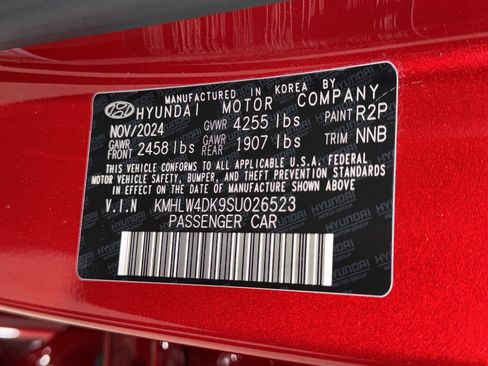 MANUFACTURED IN KOREA BY
HYUNDAI MOTOR COMPANY
NOV/2024 GVWR 4255 lbs PAINT R2P
GAWR FRONT 2458 lbs GAWR REAR 1907 lbs TRIM NNB
THIS VEHICLE CONFORMS TO ALL APPLICABLE U.S.A. FEDERAL
MOTOR VEHICLE SAFETY, BUMPER, AND THEFT PREVENTION STANDARDS
IN EFFECT ON THE DATE OF MANUFACTURE SHOWN ABOVE.
V.I.N KMHLW4DK9SU026523
PASSENGER CAR